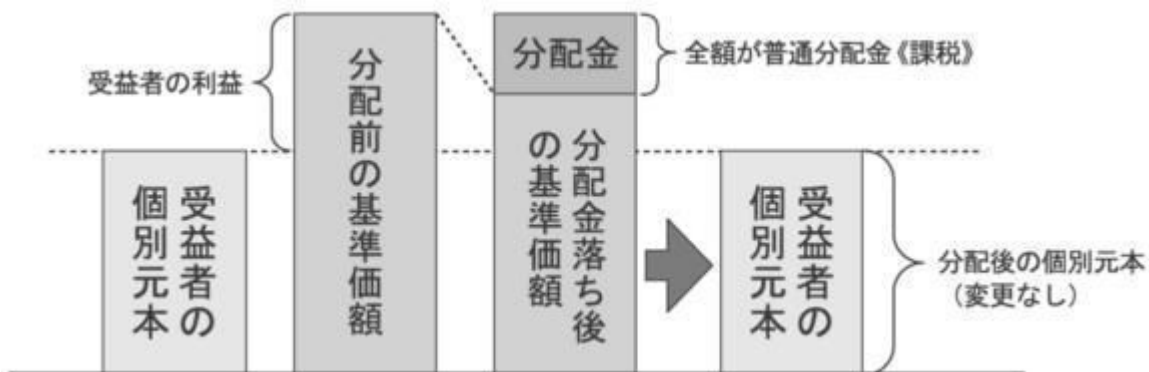 受益者の利益
受益者の
個別元本
分配前の基準価額
分配金
全額が普通分配金《課税》
分配金落ち後
の基準価額
受益者の
個別元本
分配後の個別元本
（変更なし）